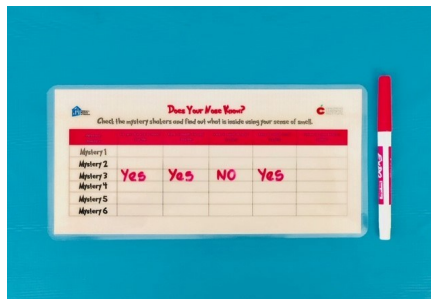 Does Your Nose Know?
Check the mystery shakers and find out what is inside using your sense of smell.
Mystery 1
Mystery 2
Mystery 3 Yes Yes NO Yes
Mystery 4
Mystery 5
Mystery 6